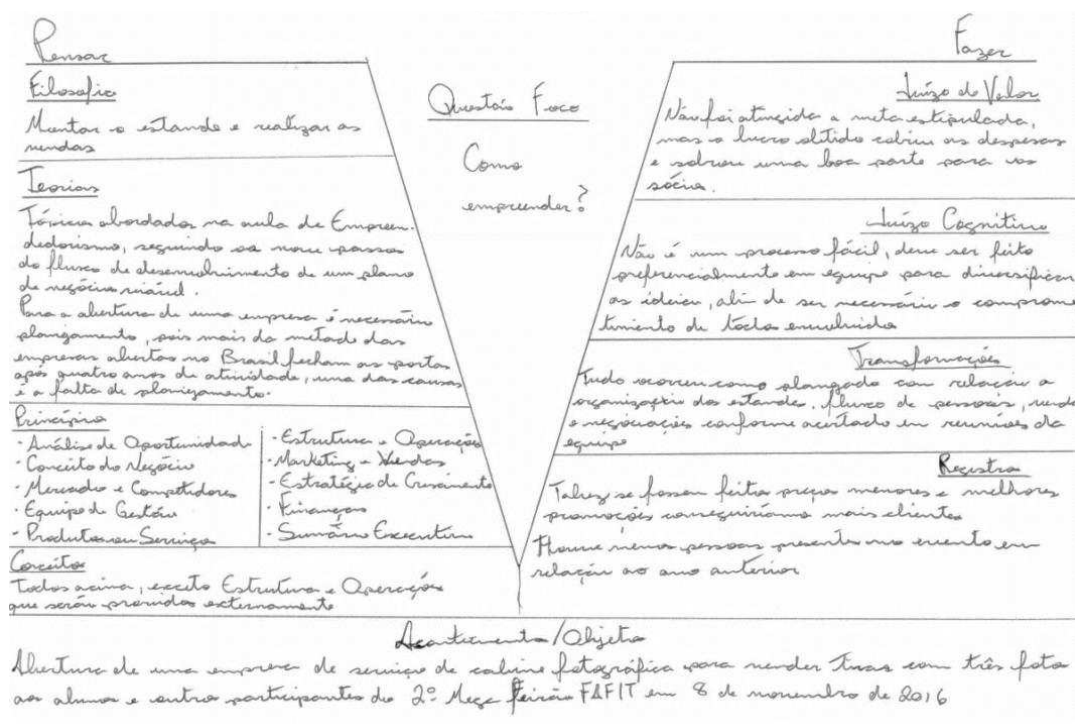 Pensar
Filosofia
Montar o estande e realizar as
vendas
Teorias
Tópicos abordados na aula de Empreen-
dedorismo, seguindo os nove passos
do fluxo de desenvolvimento de um plano
de negócios viável.
Para a abertura de uma empresa é necessário
planejamento, pois mais da metade das
empresas abertas no Brasil fecham as portas
após quatro anos de atividade, uma das causas
é a falta de planejamento.
Princípios
· Análise de Oportunidade
· Conceito do Negócio
· Mercado e Competidores
· Equipe de Gestão
· Produtos ou Serviços
· Estrutura e Operações
· Marketing e Vendas
· Estratégia de Crescimento
· Finanças
· Sumário Executivo
Conceitos
Todos acima, exceto Estrutura e Operações
que serão providos externamente
Questão Foco
Como
empreender?
Fazer
Juízo de Valor
Não foi atingida a meta estipulada,
mas o lucro obtido cobriu as despesas
e sobrou uma boa parte para os
sócios.
Juízo Cognitivo
Não é um processo fácil, deve ser feito
preferencialmente em equipe para diversificar
as ideias, além de ser necessário o comprome
timento de todos envolvidos
Transformações
Tudo ocorreu como planejado com relação a
organização dos estandes, fluxo de pessoas, venda
e negociações conforme acertado em reuniões da
equipe
Registros
Talvez se fossem feitos preços menores e melhores
promoções conseguiríamos mais clientes
Houve menos pessoas presentes no evento em
relação ao ano anterior
Acontecimento/Objeto
Abertura de uma empresa de serviço de cabine fotográfica para vender tiras com três fotos
aos alunos e outros participantes do 2º Mega Feirão FAFIT em 8 de novembro de 2016